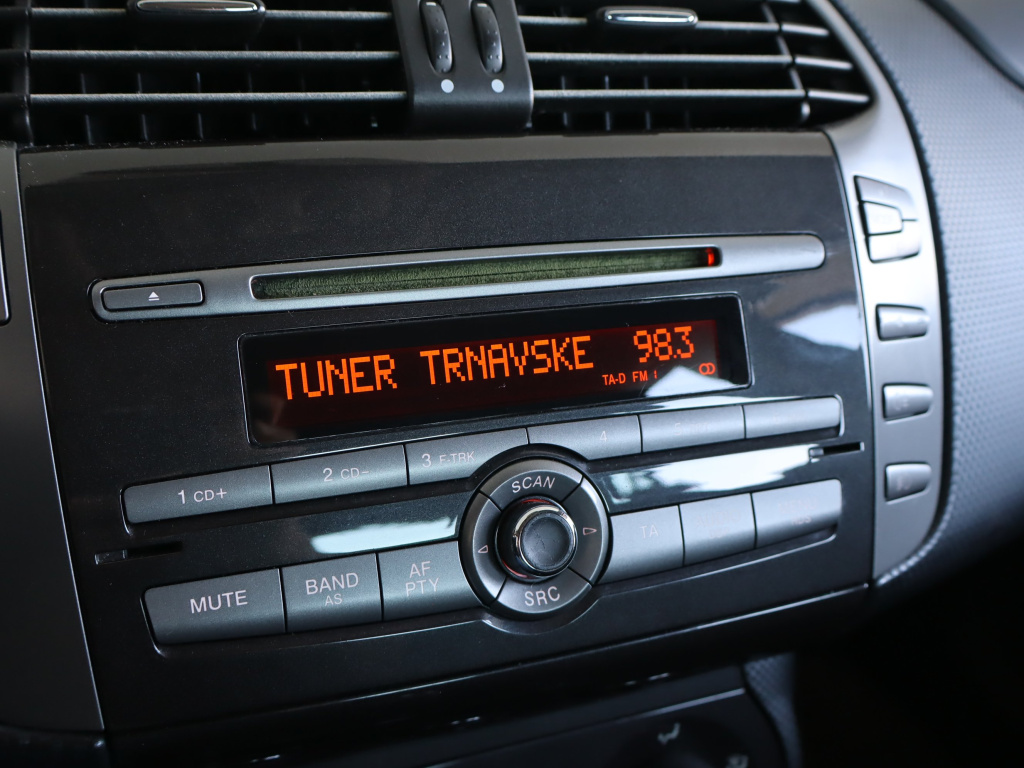 TUNER TRNAVSKE 98.3
TA-D FM
1 CD+
2 CD-
3 F-TRK
4
SCAN
MUTE
BAND
AS
AF
PTY
TA
SRC